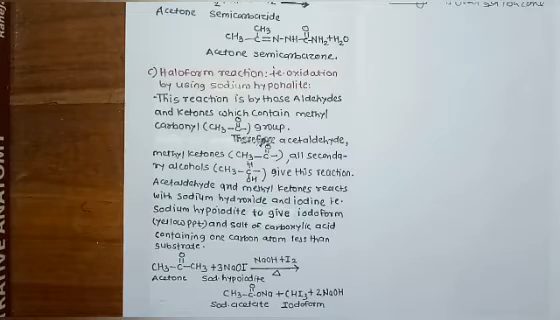 Acetone Semicarbazide
CH3
O
CH3-C=N-NH-C-NH2+H2O
Acetone semicarbazone.
C) Haloform reaction:- ie. oxidation
by using sodium hypohalite:
-This reaction is by those Aldehydes
and Ketones which contain methyl
O
carbonyl (CH3-C-) group.
Therefore acetaldehyde,
O
methyl ketones (CH3-C-), all seconda-
H
ry alcohols (CH3-C-) give this reaction.
OH
Acetaldehyde and methyl ketones reacts
with sodium hydroxide and iodine ie.
Sodium hypoiodite to give iodoform
(yellow ppt) and salt of carboxylic acid
containing one carbon atom less than
substrate.
O
CH3-C-CH3 +3NaOI NaOH+I2
Δ
Acetone Sod. hypoiodite
O
CH3-C-ONa +CHI3+2NaOH
Sod. acetate Iodoform
RATIVE ANATOMY